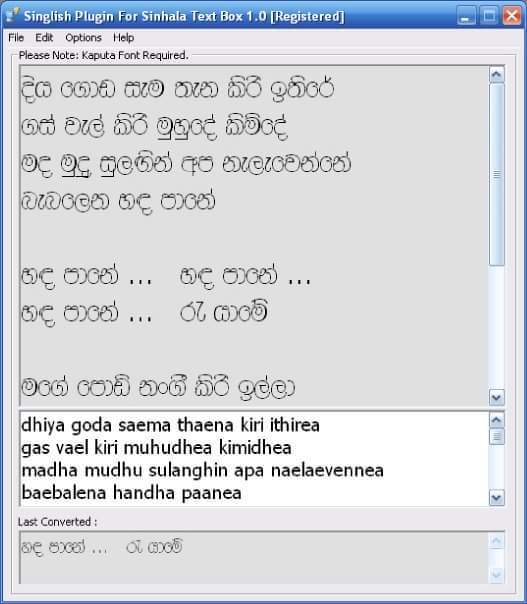 Singlish Plugin For Sinhala Text Box 1.0 [Registered]
File Edit Options Help
Please Note: Kaputa Font Required.
දිය ගොඩ සැම තැන කිරි ඉතිරේ
ගස් වැල් කිරි මුහුදේ කිමිදේ
මද මුදු සුලඟින් අප නැලැවෙන්නේ
බැබලෙන හඳ පානේ
හඳ පානේ ... හඳ පානේ ...
හඳ පානේ ... රෑ යාමේ
මගේ පොඩි නංගී කිරි ඉල්ලා
dhiya goda saema thaena kiri ithirea
gas vael kiri muhudhea kimidhea
madha mudhu sulanghin apa naelaevennea
baebalena handha paanea
Last Converted :
හඳ පානේ ... රෑ යාමේ